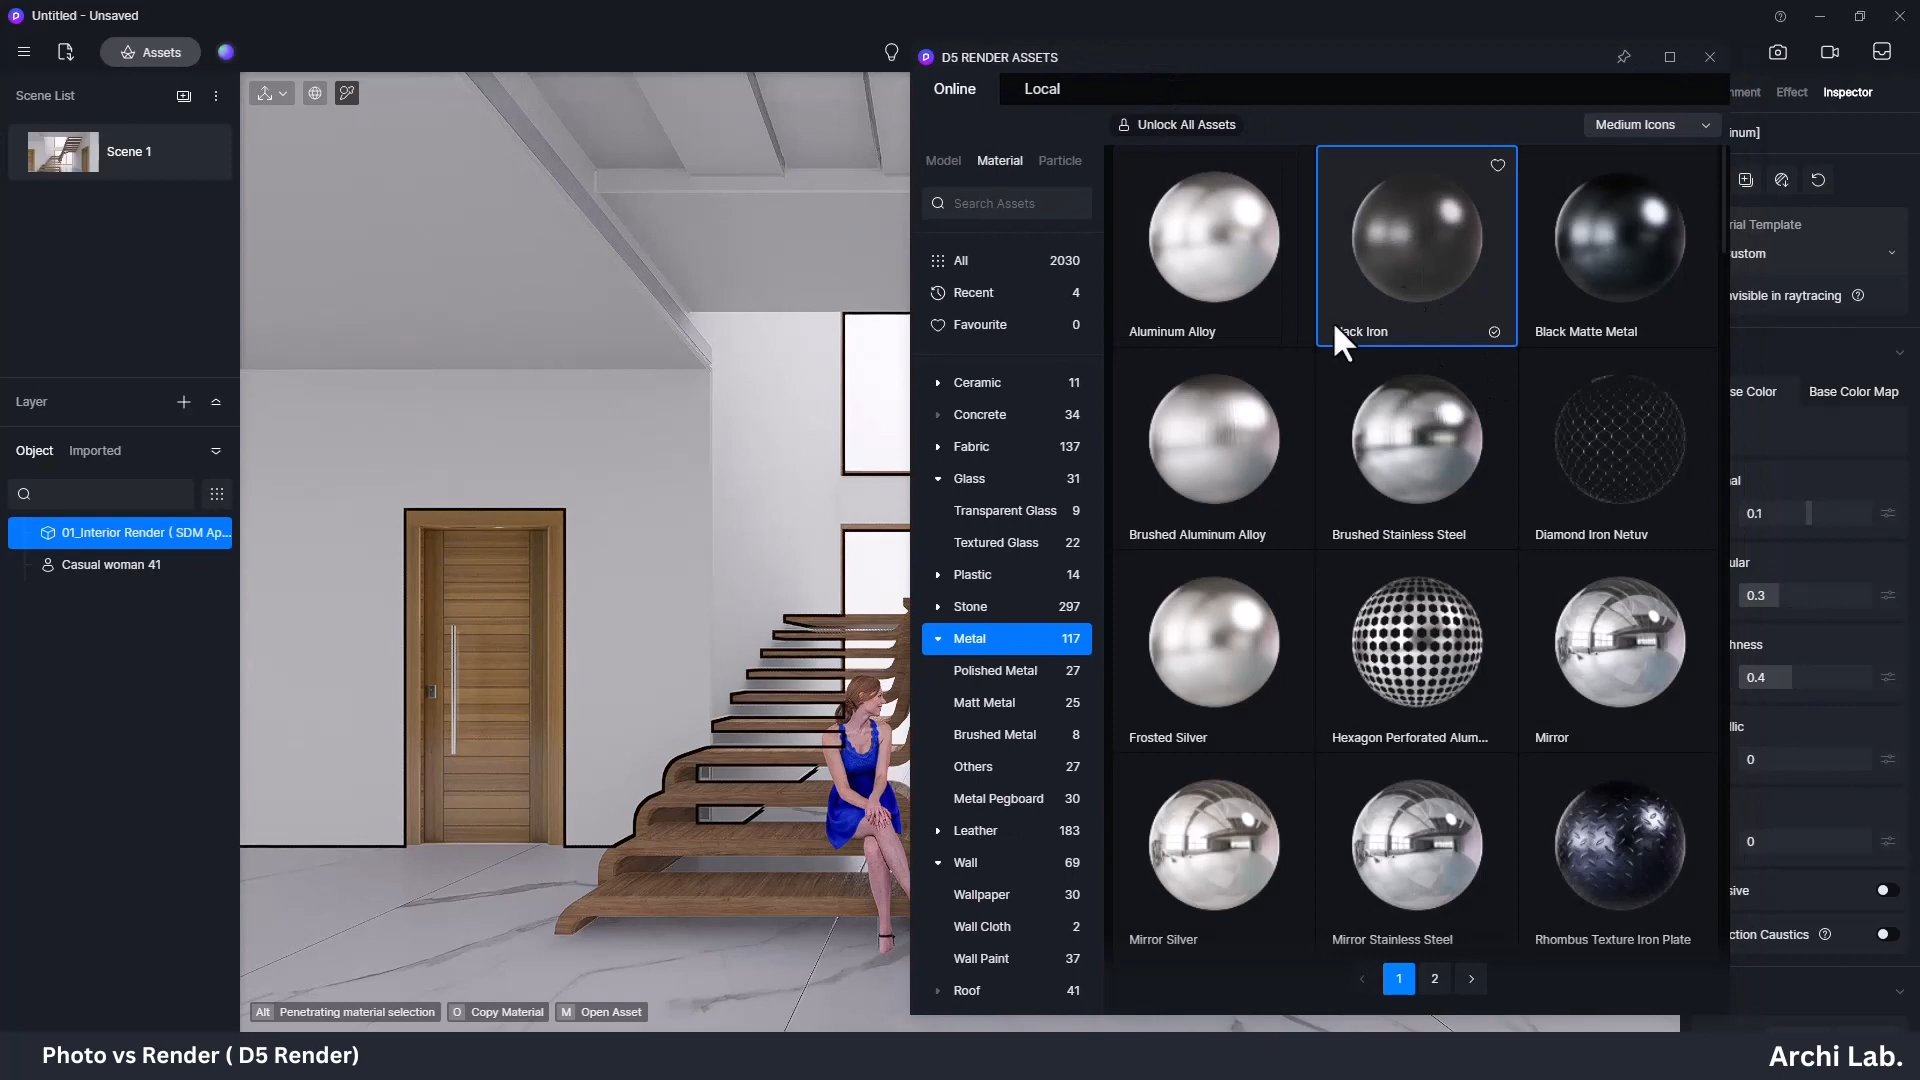 Untitled - Unsaved
Assets
Scene List
Scene 1
Layer
Object Imported
01_Interior Render ( SDM Ap...
Casual woman 41
Alt Penetrating material selection O Copy Material M Open Asset
D5 RENDER ASSETS
Online Local
Unlock All Assets
Medium Icons
Model Material Particle
Search Assets
All 2030
Recent 4
Favourite 0
Ceramic 11
Concrete 34
Fabric 137
Glass 31
Transparent Glass 9
Textured Glass 22
Plastic 14
Stone 297
Metal 117
Polished Metal 27
Matt Metal 25
Brushed Metal 8
Others 27
Metal Pegboard 30
Leather 183
Wall 69
Wallpaper 30
Wall Cloth 2
Wall Paint 37
Roof 41
Aluminum Alloy
ack Iron
Black Matte Metal
Brushed Aluminum Alloy
Brushed Stainless Steel
Diamond Iron Netuv
Frosted Silver
Hexagon Perforated Alum...
Mirror
Mirror Silver
Mirror Stainless Steel
Rhombus Texture Iron Plate
1 2
nment Effect Inspector
inum]
rial Template
ustom
nvisible in raytracing
se Color Base Color Map
al
0.1
ular
0.3
hness
0.4
llic
0
0
sive
ction Caustics
Photo vs Render ( D5 Render)
Archi Lab.